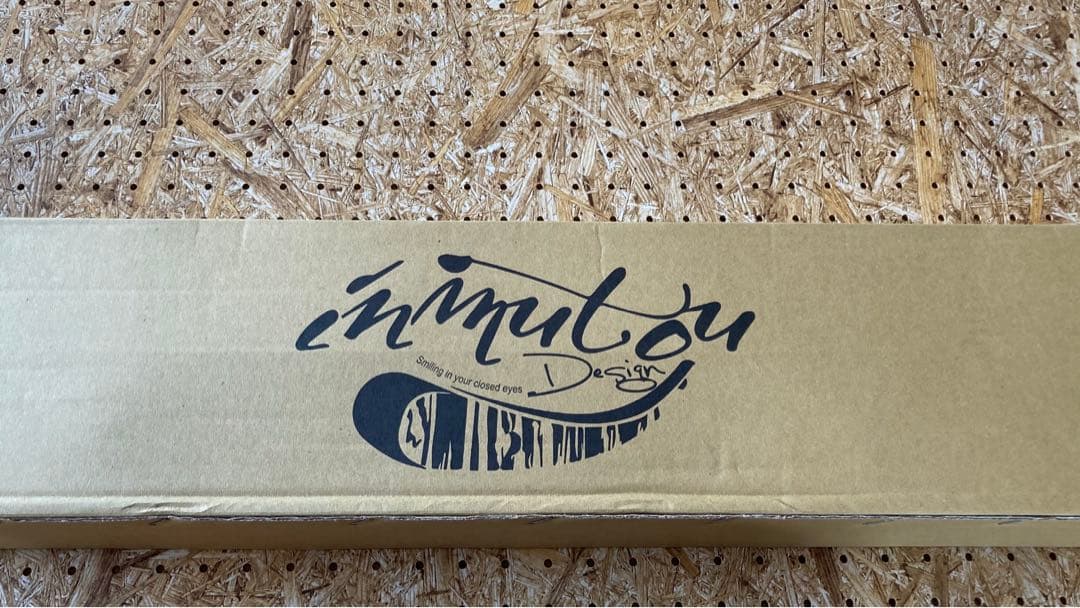 inmutou
Design
Smiling in your closed eyes